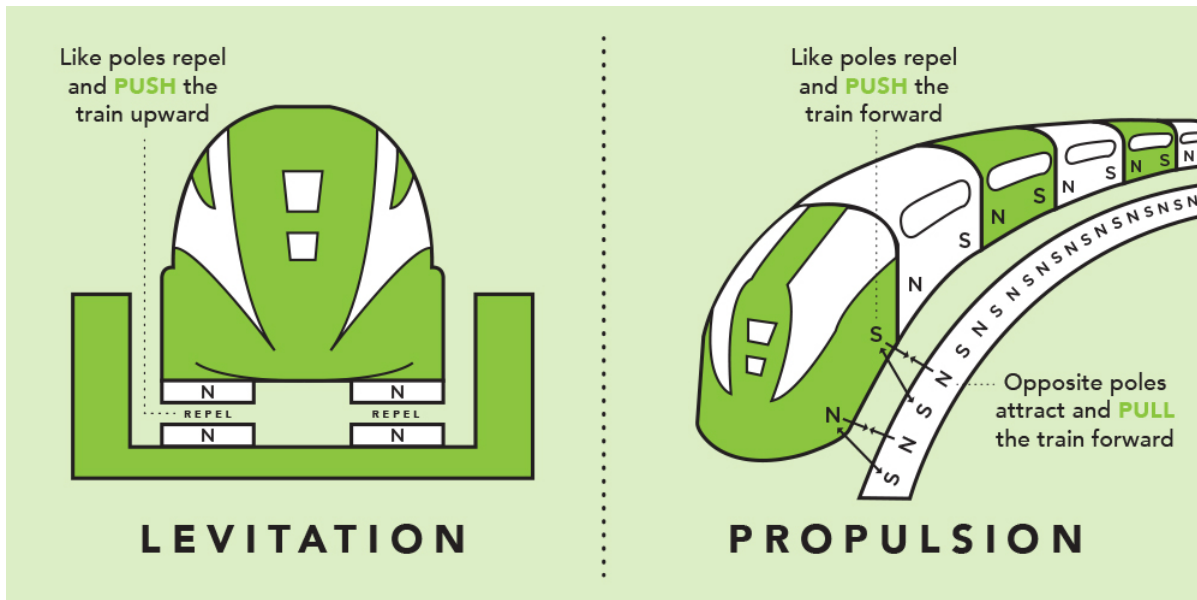 Like poles repel
and PUSH the
train upward
N
N
REPEL
REPEL
N
N
LEVITATION
Like poles repel
and PUSH the
train forward
N
S
N
S
N
S
N
S
N
S
N
N
S
N
S
N
S
N
S
N
S
N
S
N
S
N
S
N
S
N
S
Opposite poles
attract and PULL
the train forward
PROPULSION